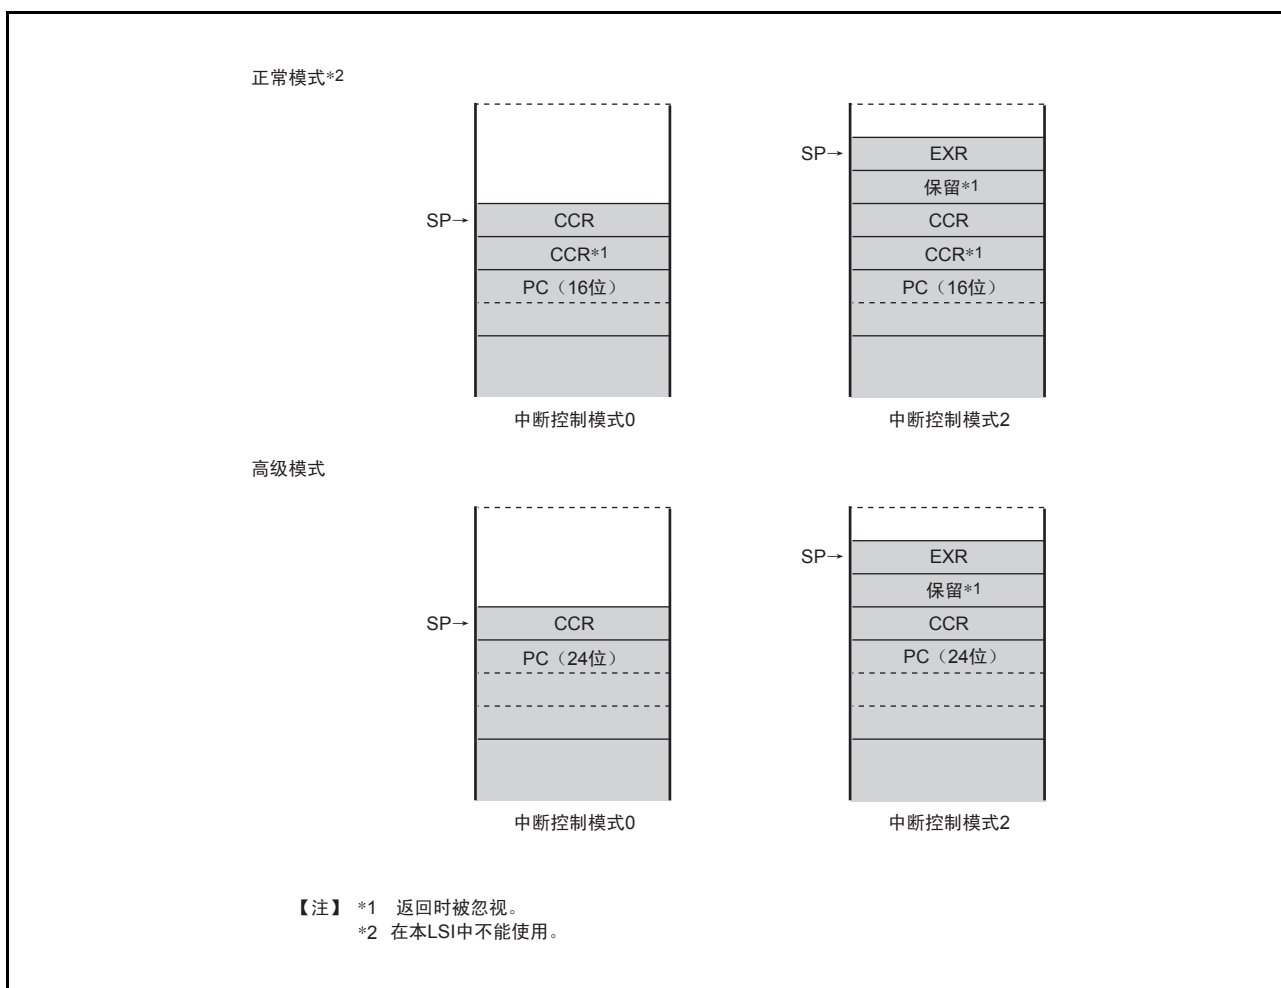 正常模式*2
SP→ CCR
CCR*1
PC（16位）
中断控制模式0
SP→ EXR
保留*1
CCR
CCR*1
PC（16位）
中断控制模式2
高级模式
SP→ CCR
PC（24位）
中断控制模式0
SP→ EXR
保留*1
CCR
PC（24位）
中断控制模式2
【注】 *1 返回时被忽视。
*2 在本LSI中不能使用。